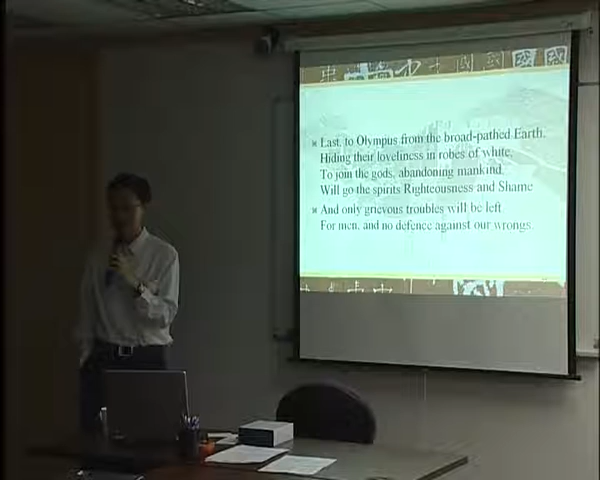 Last, to Olympus from the broad-pathed Earth.
Hiding their loveliness in robes of white,
To join the gods, abandoning mankind.
Will go the spirits Righteousness and Shame
And only grievous troubles will be left
For men, and no defence against our wrongs.